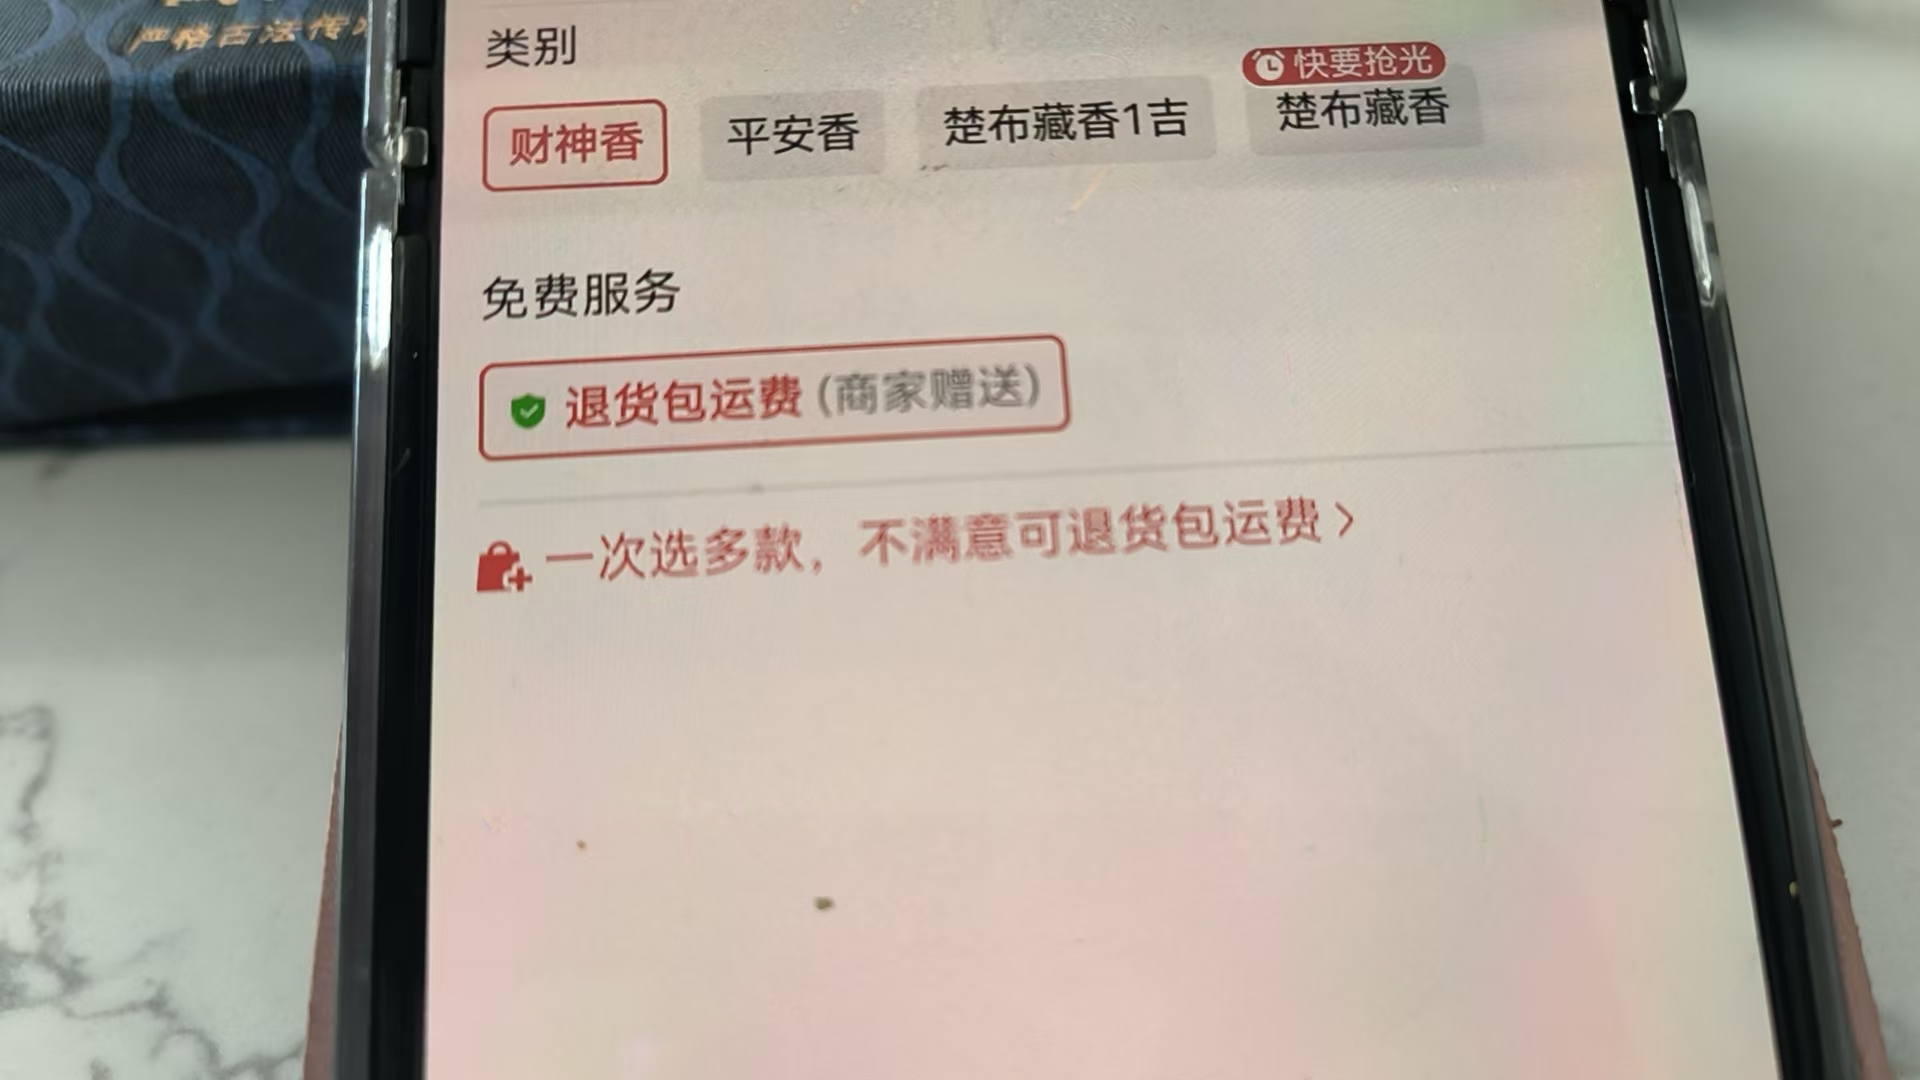 严格古法传
类别
快要抢光
财神香 平安香 楚布藏香1吉 楚布藏香
免费服务
退货包运费(商家赠送)
一次选多款，不满意可退货包运费 >